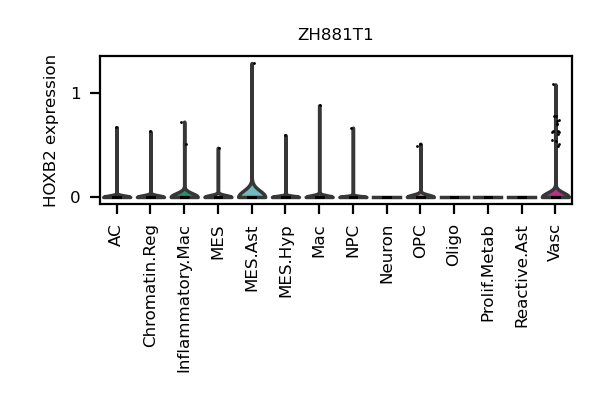 ZH881T1
HOXB2 expression
1
0
AC
Chromatin.Reg
Inflammatory.Mac
MES
MES.Ast
MES.Hyp
Mac
NPC
Neuron
OPC
Oligo
Prolif.Metab
Reactive.Ast
Vasc